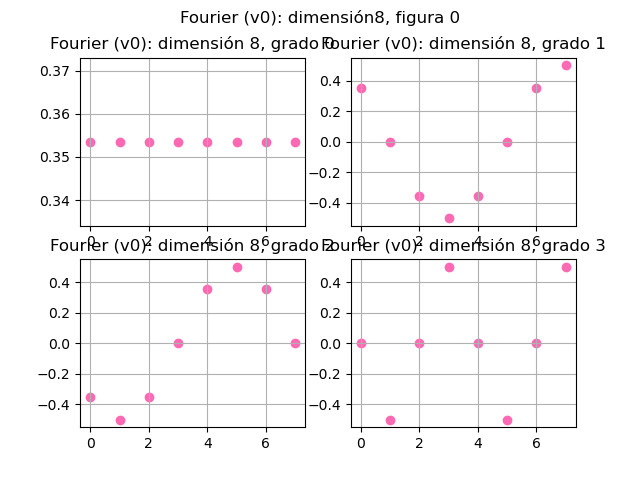 Fourier (v0): dimensión8, figura 0
Fourier (v0): dimensión 8, grado 0
Fourier (v0): dimensión 8, grado 1
0.37
0.36
0.35
0.34
0 2 4 6
0.4
0.2
0.0
−0.2
−0.4
0 2 4 6
Fourier (v0): dimensión 8, grado 2
Fourier (v0): dimensión 8, grado 3
0.4
0.2
0.0
−0.2
−0.4
0 2 4 6
0.4
0.2
0.0
−0.2
−0.4
0 2 4 6